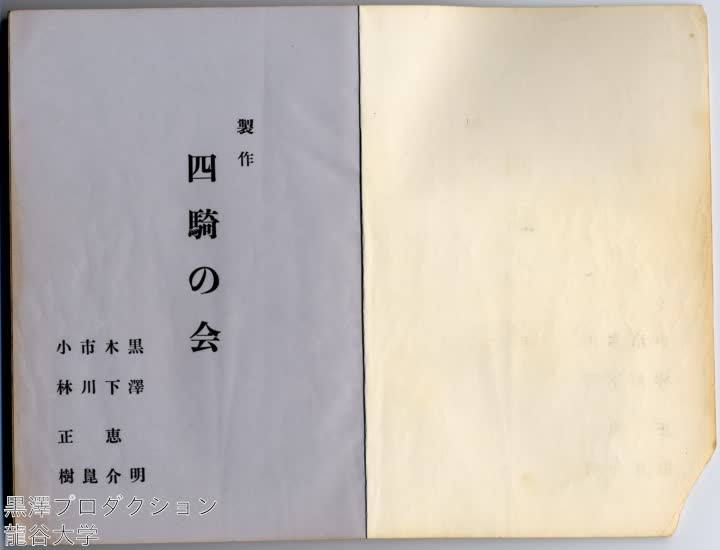 製作
四騎の会
黒澤明
木下恵介
市川崑
小林正樹
黒澤プロダクション
龍谷大学